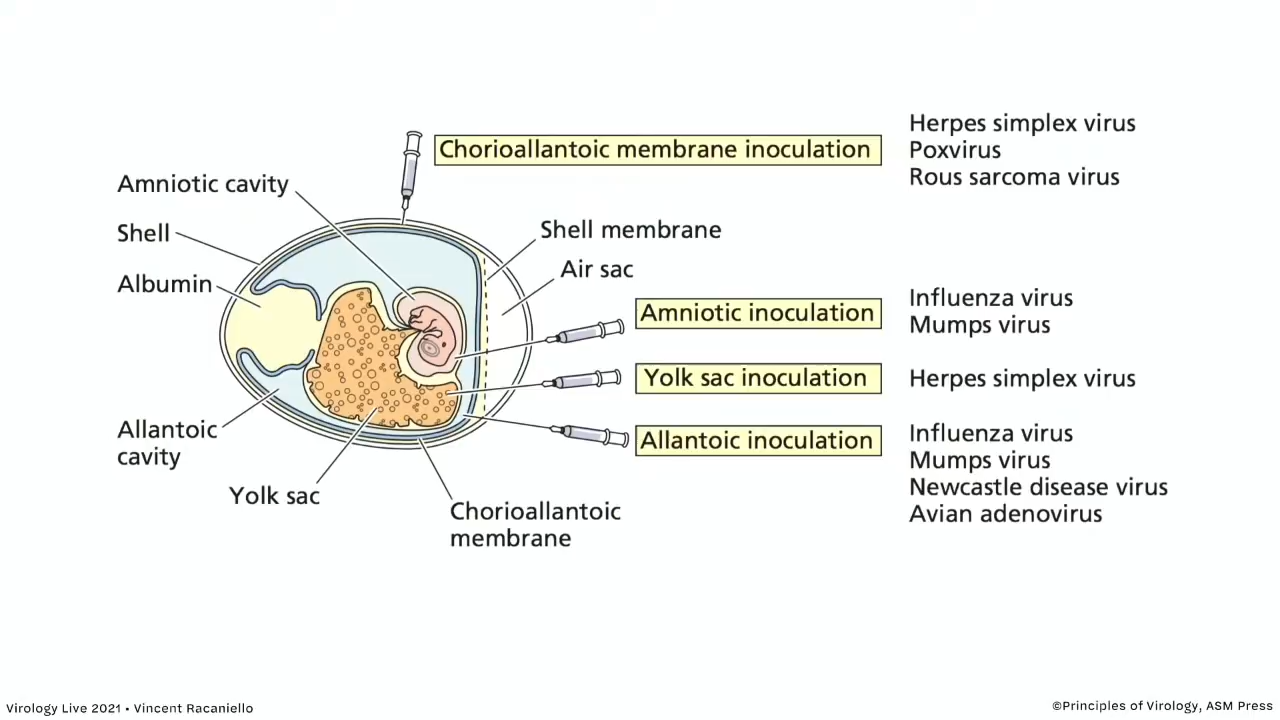 Chorioallantoic membrane inoculation
Herpes simplex virus
Poxvirus
Rous sarcoma virus
Amniotic cavity
Shell
Albumin
Shell membrane
Air sac
Amniotic inoculation
Influenza virus
Mumps virus
Yolk sac inoculation
Herpes simplex virus
Allantoic inoculation
Influenza virus
Mumps virus
Newcastle disease virus
Avian adenovirus
Allantoic
cavity
Yolk sac
Chorioallantoic
membrane
Virology Live 2021 • Vincent Racaniello
©Principles of Virology, ASM Press